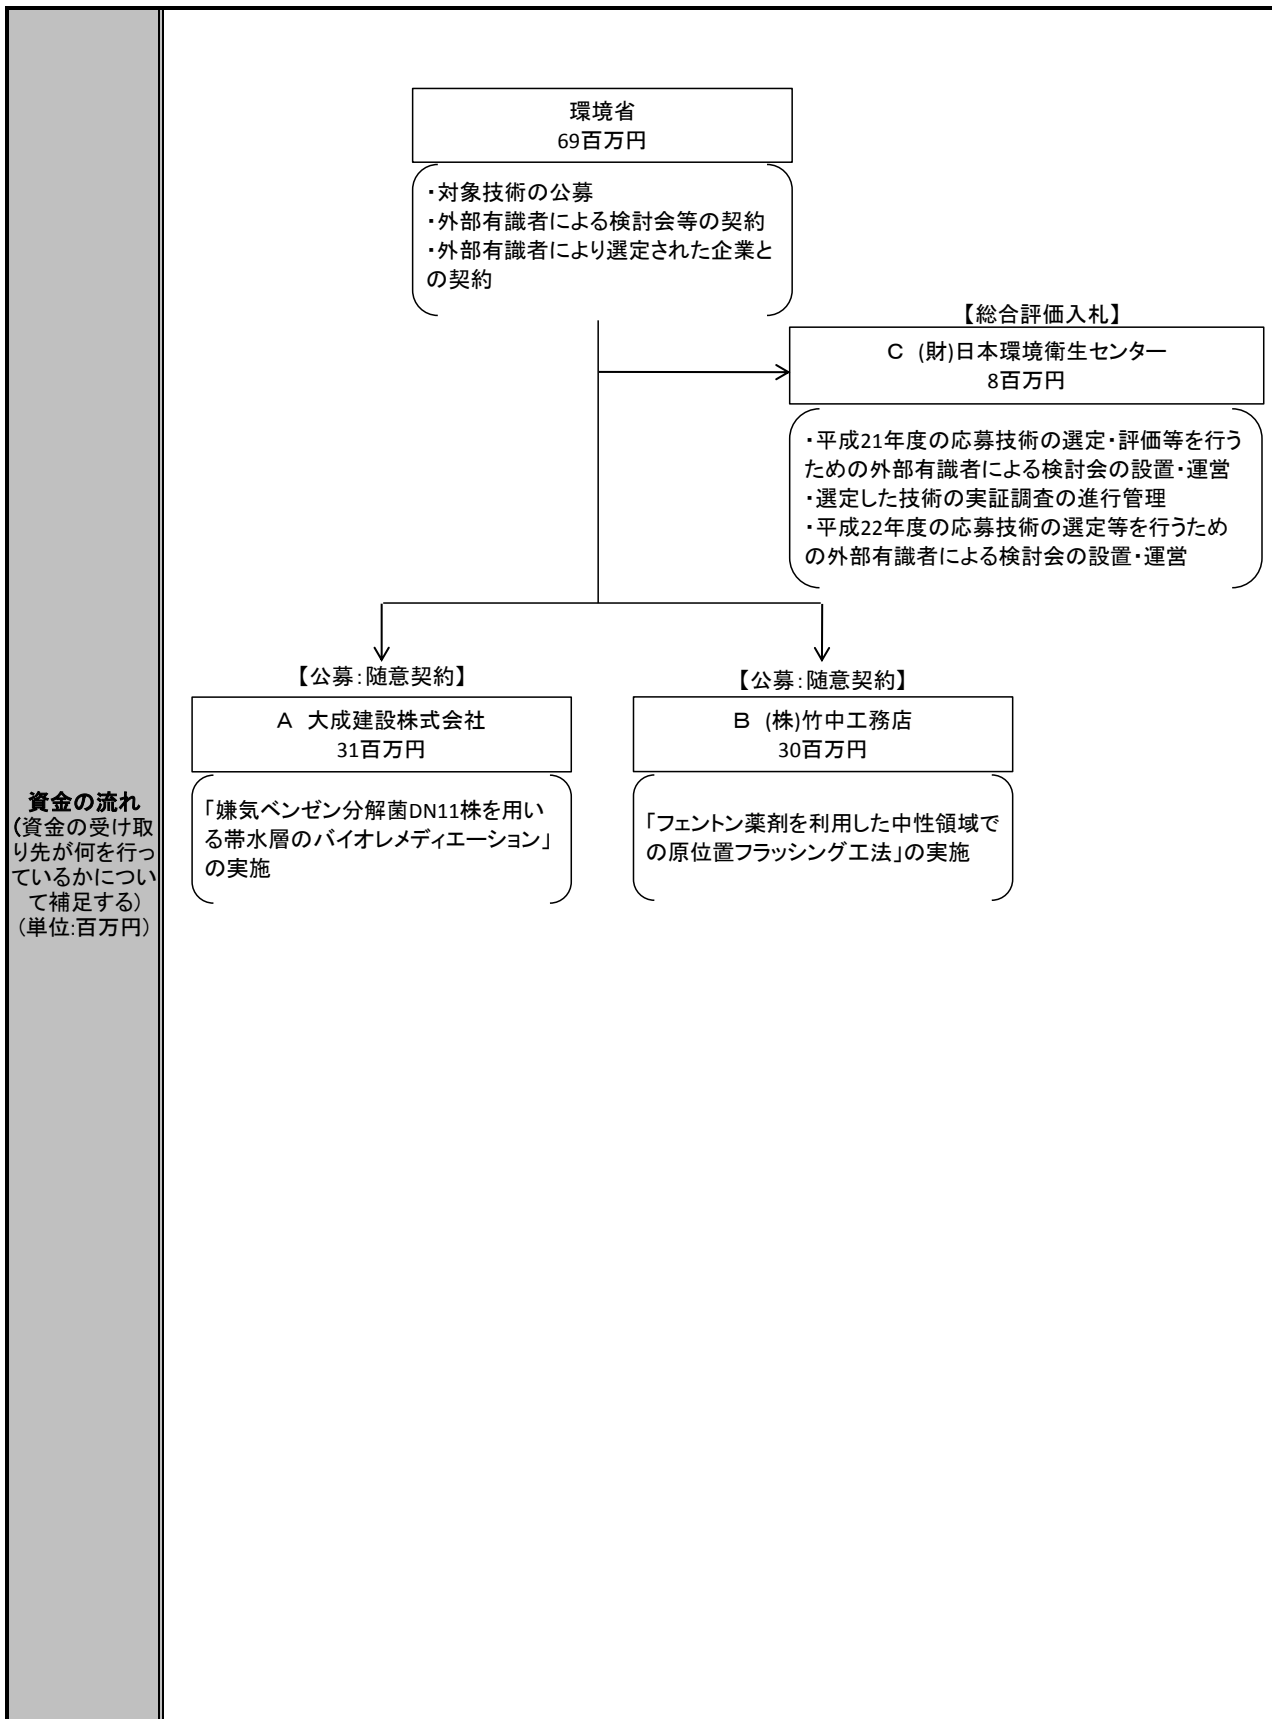 環境省
69百万円
・対象技術の公募
・外部有識者による検討会等の契約
・外部有識者により選定された企業と
の契約
【総合評価入札】
C (財)日本環境衛生センター
8百万円
・平成21年度の応募技術の選定・評価等を行う
ための外部有識者による検討会の設置・運営
・選定した技術の実証調査の進行管理
・平成22年度の応募技術の選定等を行うため
の外部有識者による検討会の設置・運営
【公募:随意契約】
A 大成建設株式会社
31百万円
「嫌気ベンゼン分解菌DN11株を用い
る帯水層のバイオレメディエーション」
の実施
【公募:随意契約】
B (株)竹中工務店
30百万円
「フェントン薬剤を利用した中性領域で
の原位置フラッシング工法」の実施
資金の流れ
(資金の受け取
り先が何を行っ
ているかについ
て補足する)
(単位:百万円)